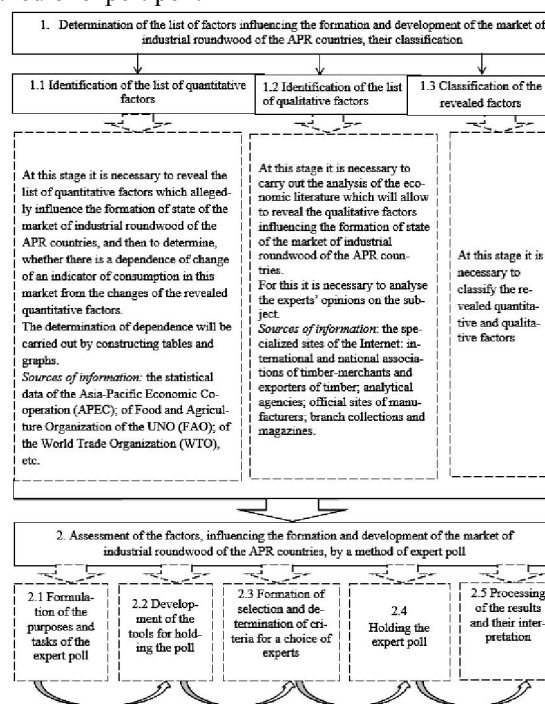 1. Determination of the list of factors influencing the formation and development of the market of
industrial roundwood of the APR countries, their classification
1.1 Identification of the list of quantitative
factors
1.2 Identification of the list
of qualitative factors
1.3 Classification of the
revealed factors
At this stage it is necessary to reveal the
list of quantitative factors which alleged-
ly influence the formation of state of the
market of industrial roundwood of the
APR countries, and then to determine,
whether there is a dependence of change
of an indicator of consumption in this
market from the changes of the revealed
quantitative factors.
The determination of dependence will be
carried out by constructing tables and
graphs.
Sources of information: the statistical
data of the Asia-Pacific Economic Co-
operation (APEC); of Food and Agricul-
ture Organization of the UNO (FAO); of
the World Trade Organization (WTO),
etc.
At this stage it is necessary to
carry out the analysis of the eco-
nomic literature which will allow
to reveal the qualitative factors
influencing the formation of state
of the market of industrial
roundwood of the APR coun-
tries.
For this it is necessary to analyse
the experts' opinions on the sub-
ject.
Sources of information: the spe-
cialized sites of the Internet: in-
ternational and national associa-
tions of timber-merchants and
exporters of timber; analytical
agencies; official sites of manu-
facturers; branch collections and
magazines.
At this stage it is
necessary to
classify the re-
vealed quantita-
tive and qualita-
tive factors
2. Assessment of the factors, influencing the formation and development of the market of
industrial roundwood of the APR countries, by a method of expert poll
2.1 Formula-
tion of the
purposes and
tasks of the
expert poll
2.2 Develop-
ment of the
tools for hold-
ing the poll
2.3 Formation of
selection and de-
termination of cri-
teria for a choice of
experts
2.4
Holding the
expert poll
2.5 Processing
of the results
and their inter-
pretation